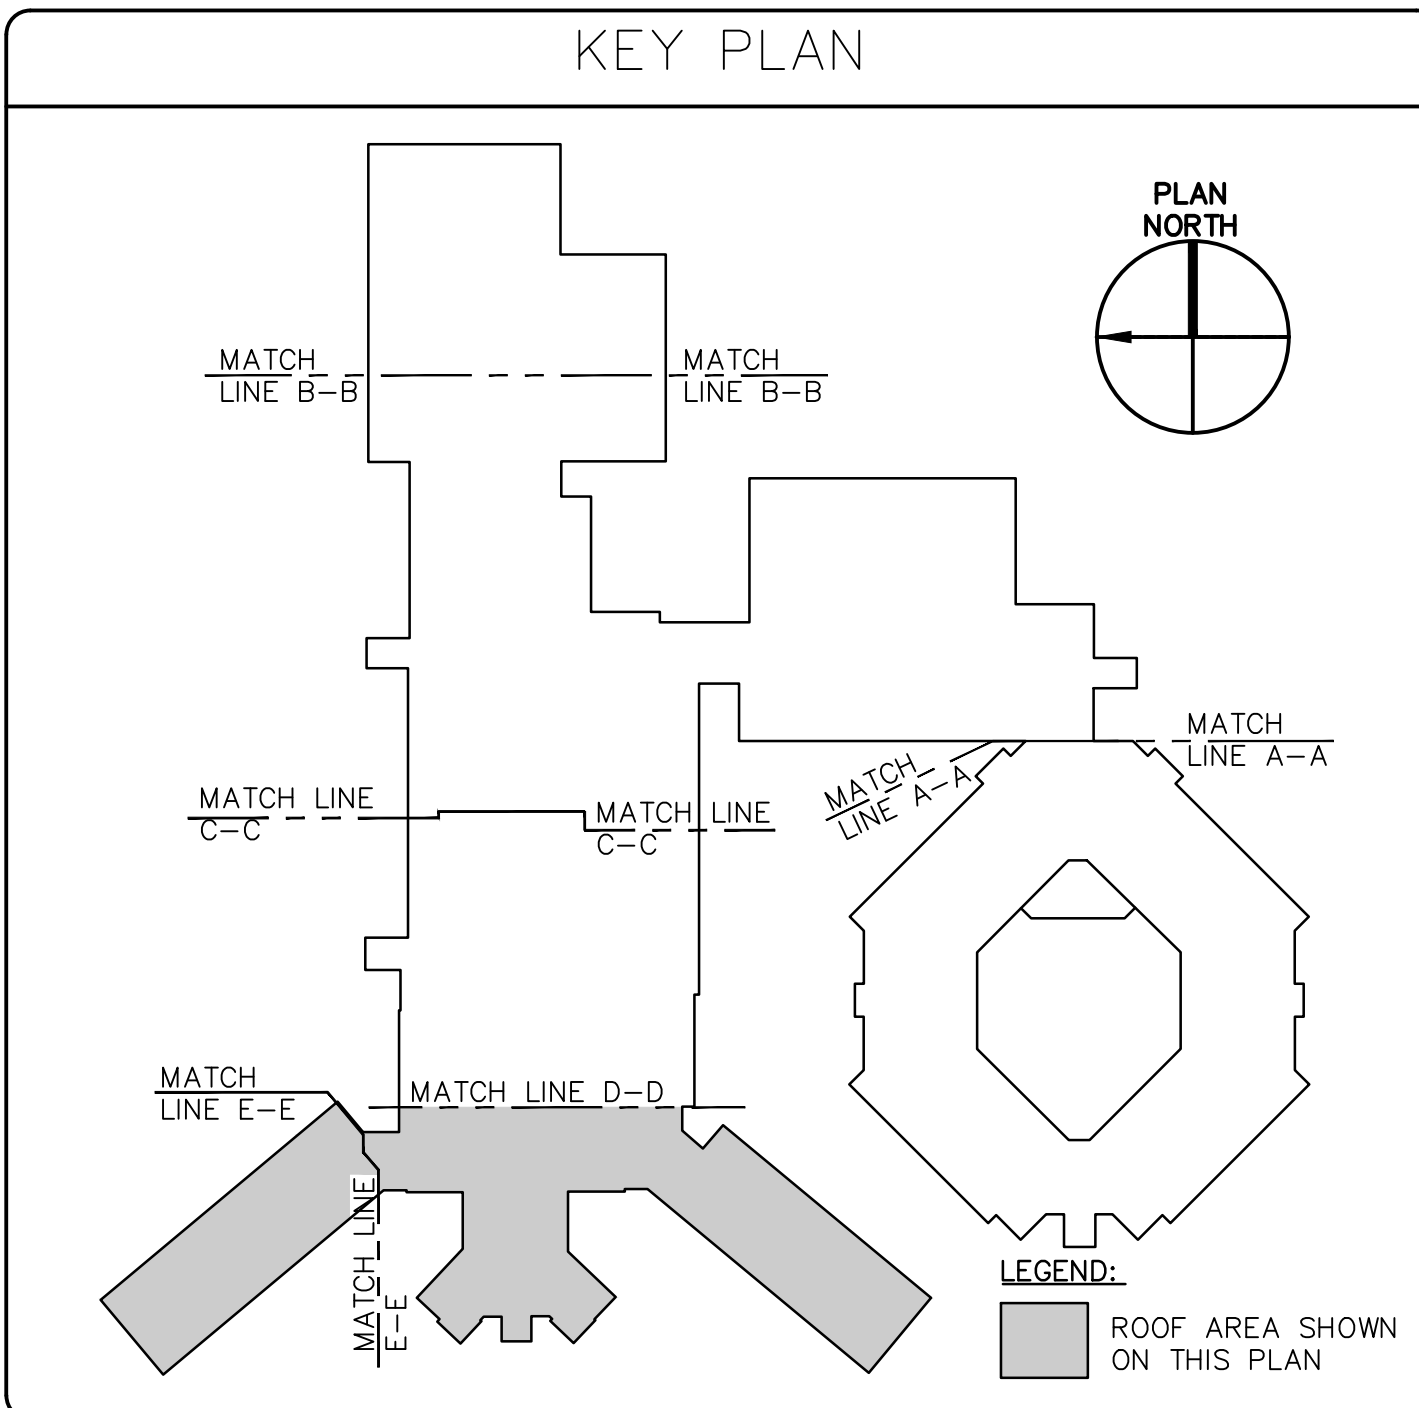 KEY PLAN
PLAN
NORTH
MATCH
LINE B-B
MATCH
LINE B-B
MATCH
LINE A-A
MATCH
LINE A-A
MATCH LINE
C-C
MATCH LINE
C-C
MATCH
LINE E-E
MATCH LINE D-D
MATCH LINE
E-E
LEGEND:
ROOF AREA SHOWN
ON THIS PLAN